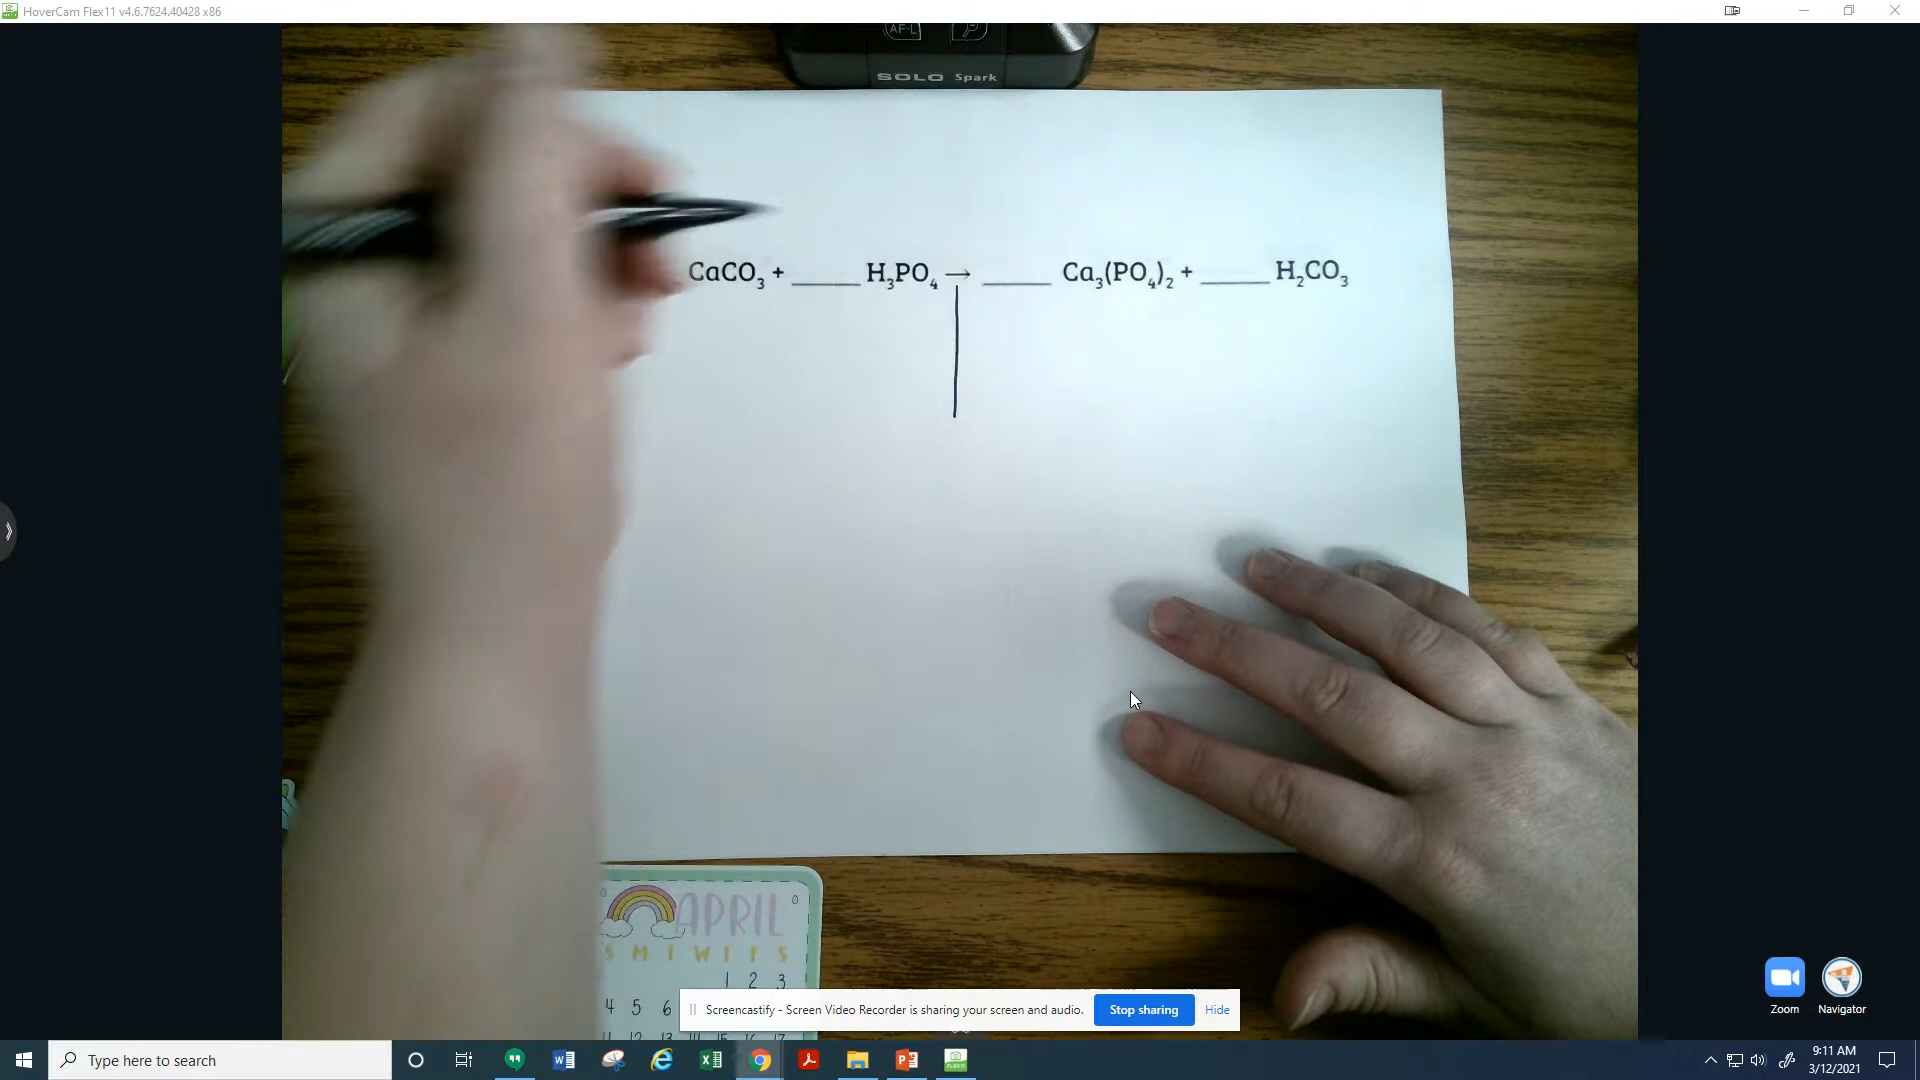 HoverCam Flex11 v4.6.7624.40428 x86
AF-L
SOLO Spark
CaCO₃ + ____ H₃PO₄ → ____ Ca₃(PO₄)₂ + ____ H₂CO₃
APRIL
S M T W T F S
1 2 3
4 5 6
Screencastify - Screen Video Recorder is sharing your screen and audio. Stop sharing Hide
Zoom Navigator
Type here to search
9:11 AM
3/12/2021